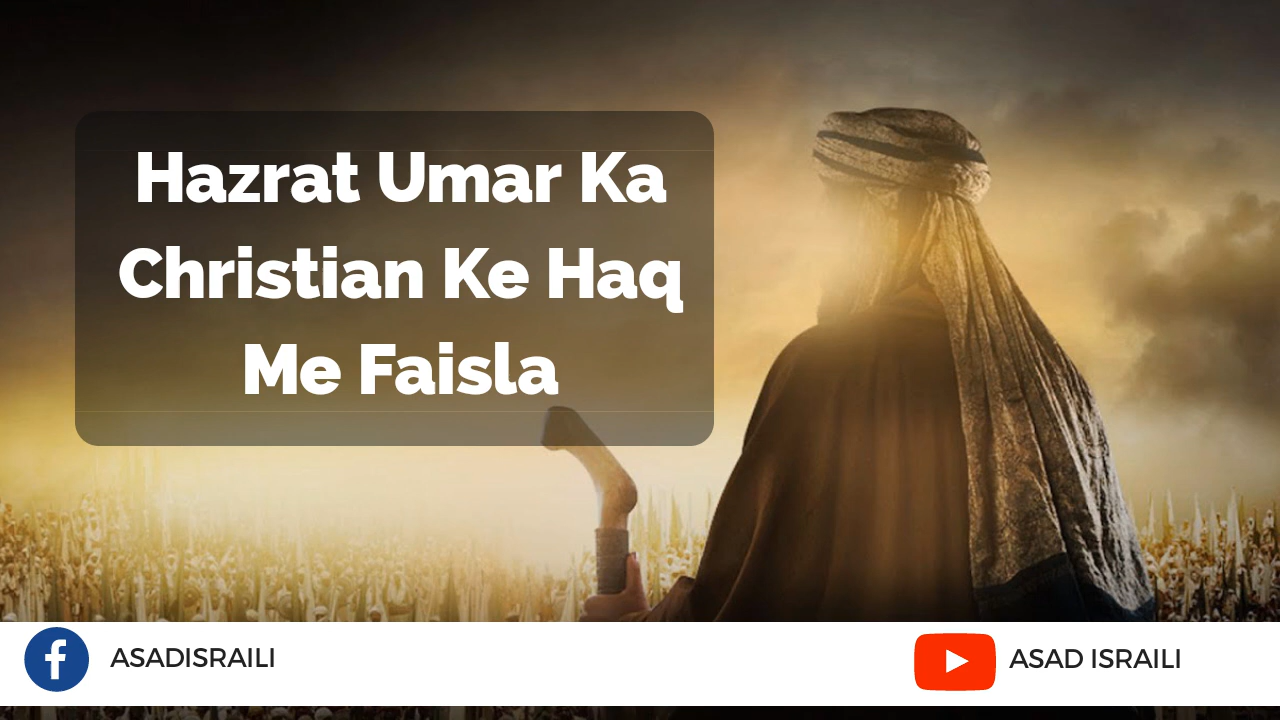 Hazrat Umar Ka
Christian Ke Haq
Me Faisla
ASADISRAILI
ASAD ISRAILI